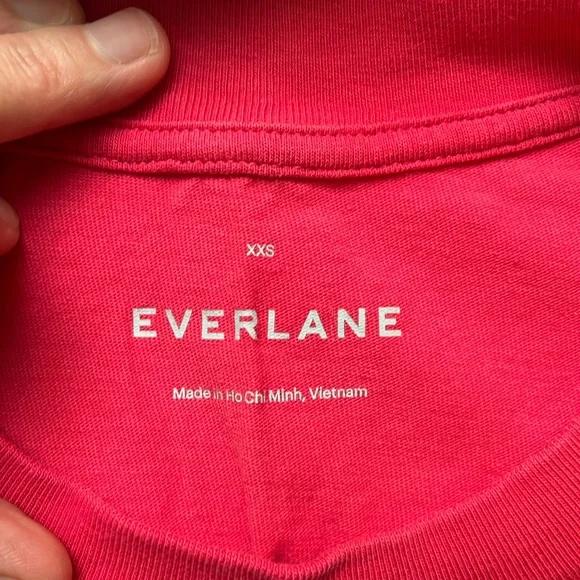 XXS
EVERLANE
Made in Ho Chi Minh, Vietnam